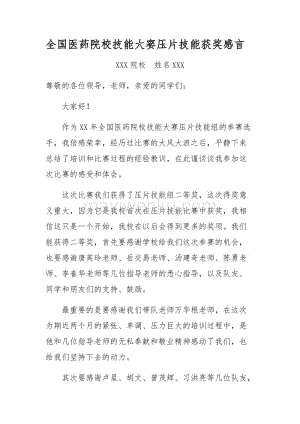 全国医药院校技能大赛压片技能获奖感言
XXX院校 姓名XXX
尊敬的各位领导，老师，亲爱的同学们：
大家好！
作为XX年全国医药院校技能大赛压片技能组的参赛选
手，我倍感荣幸，经历过比赛的大风大浪之后，平静下来
总结了培训和比赛过程的经验教训，在此谨谈谈我参加这
次比赛的感受和体会。
这次比赛我们获得了压片技能组二等奖，这次得奖意
义重大，因为它是我校首次在压片技能比赛中获奖，我相
信这只是一个开始，我校在以后会得到更多的奖项。我们
能获得二等奖，首先要感谢学校给我们这次参赛的机会，
也要感谢唐英玲老师、晏交易老师、汤建奇老师、陈勇老
师、李春华老师等几位指导老师的悉心指导，以及队友、
同学和朋友们的支持、鼓励。
最重要的是要感谢我们带队老师万华根老师，在这次
为期近两个月的紧张、单调、压力巨大的培训过程中，是
他和几位指导老师的无私奉献和敬业精神感动了我们，也
给我们坚持下去的动力。
其次要感谢卢星、胡文、曾茂辉、习洪亮等几位队友，